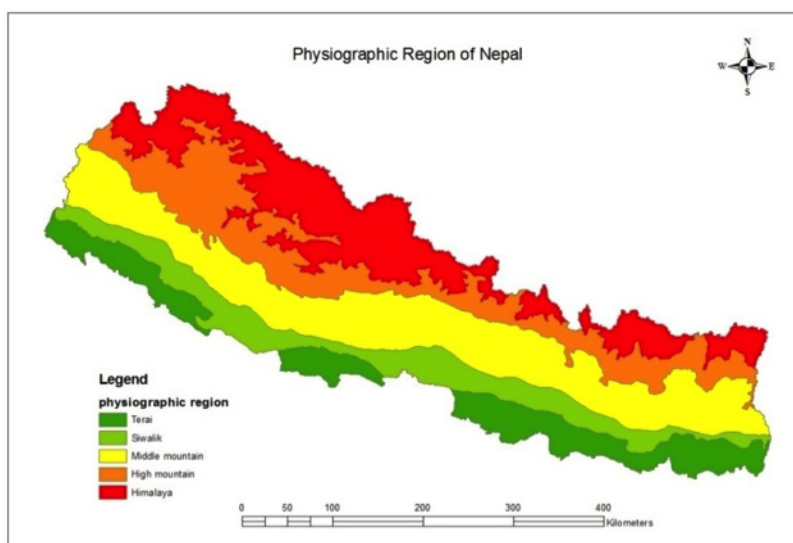 Physiographic Region of Nepal
N
W E
S
Legend
physiographic region
Terai
Siwalik
Middle mountain
High mountain
Himalaya
0 50 100 200 300 400
Kilometers